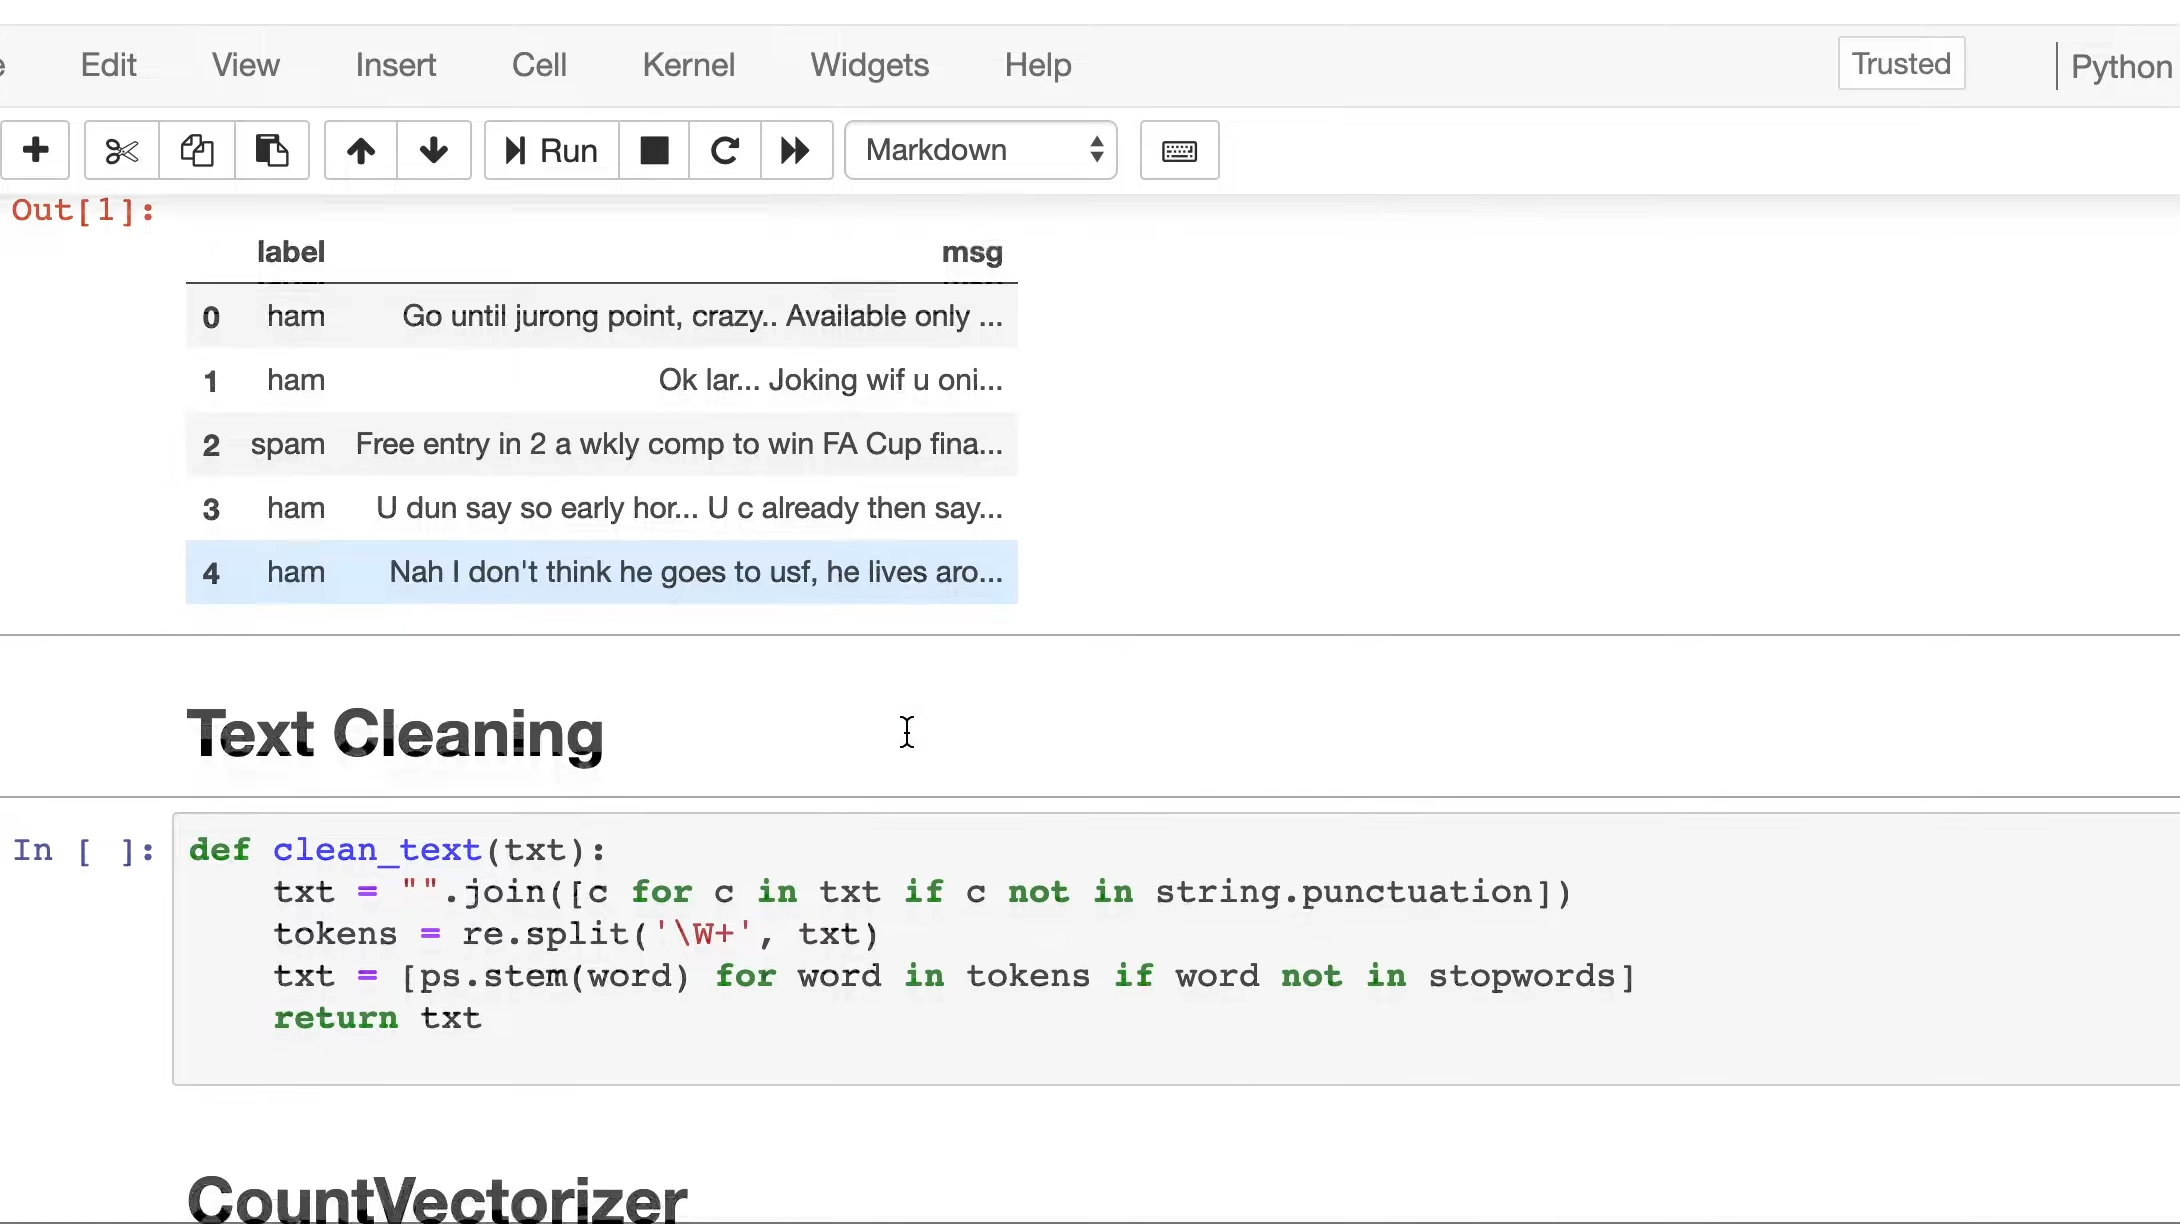 Edit View Insert Cell Kernel Widgets Help Trusted Python
Run Markdown
Out[1]:
label msg
0 ham Go until jurong point, crazy.. Available only ...
1 ham Ok lar... Joking wif u oni...
2 spam Free entry in 2 a wkly comp to win FA Cup fina...
3 ham U dun say so early hor... U c already then say...
4 ham Nah I don't think he goes to usf, he lives aro...
Text Cleaning
In [ ]: def clean_text(txt):
    txt = "".join([c for c in txt if c not in string.punctuation])
    tokens = re.split('\W+', txt)
    txt = [ps.stem(word) for word in tokens if word not in stopwords]
    return txt
CountVectorizer